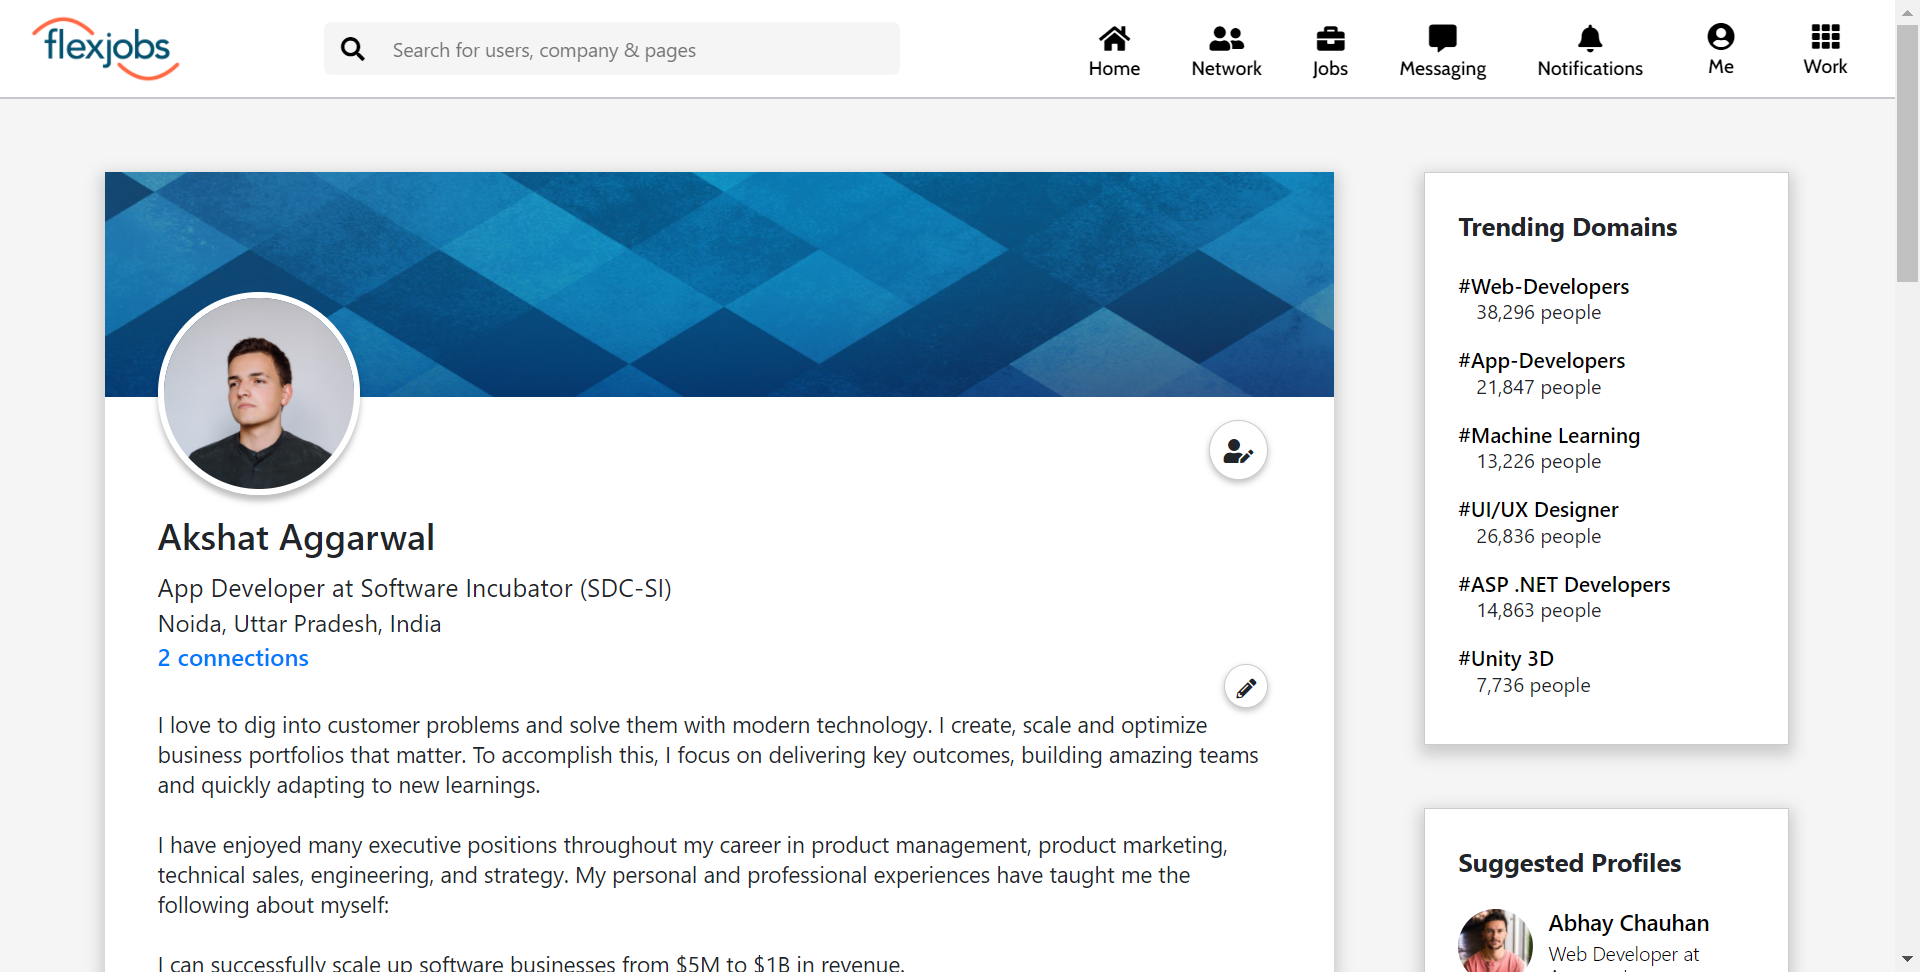 flexjobs
Search for users, company & pages
Home
Network
Jobs
Messaging
Notifications
Me
Work
Akshat Aggarwal
App Developer at Software Incubator (SDC-SI)
Noida, Uttar Pradesh, India
2 connections
I love to dig into customer problems and solve them with modern technology. I create, scale and optimize
business portfolios that matter. To accomplish this, I focus on delivering key outcomes, building amazing teams
and quickly adapting to new learnings.
I have enjoyed many executive positions throughout my career in product management, product marketing,
technical sales, engineering, and strategy. My personal and professional experiences have taught me the
following about myself:
I can successfully scale up software businesses from $5M to $1B in revenue.
Trending Domains
#Web-Developers
38,296 people
#App-Developers
21,847 people
#Machine Learning
13,226 people
#UI/UX Designer
26,836 people
#ASP .NET Developers
14,863 people
#Unity 3D
7,736 people
Suggested Profiles
Abhay Chauhan
Web Developer at